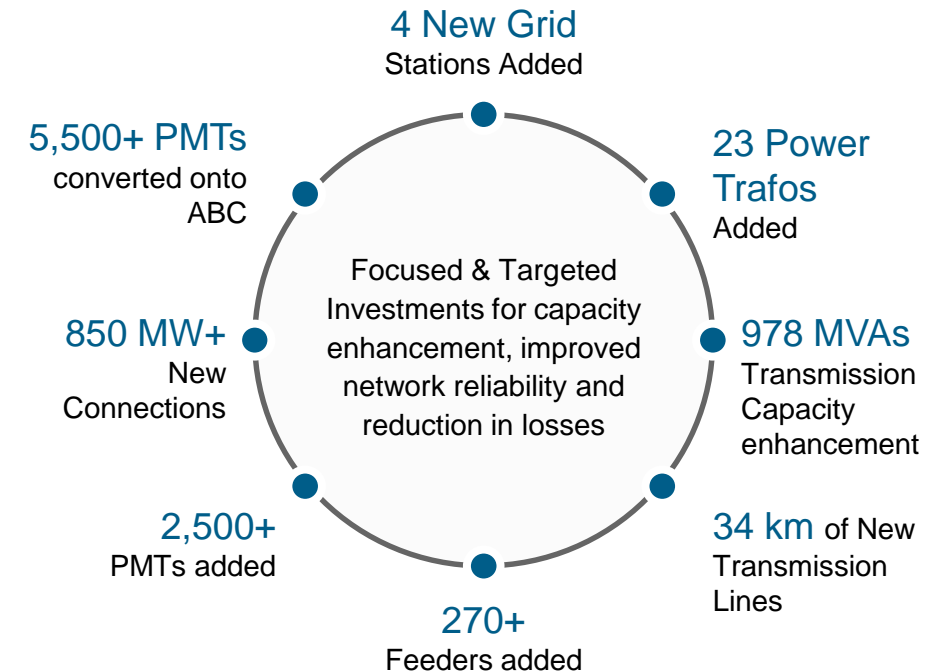 4 New Grid
Stations Added
23 Power
Trafos
Added
978 MVAs
Transmission
Capacity
enhancement
34 km of New
Transmission
Lines
270+
Feeders added
2,500+
PMTs added
850 MW+
New
Connections
5,500+ PMTs
converted onto
ABC
Focused & Targeted
Investments for capacity
enhancement, improved
network reliability and
reduction in losses